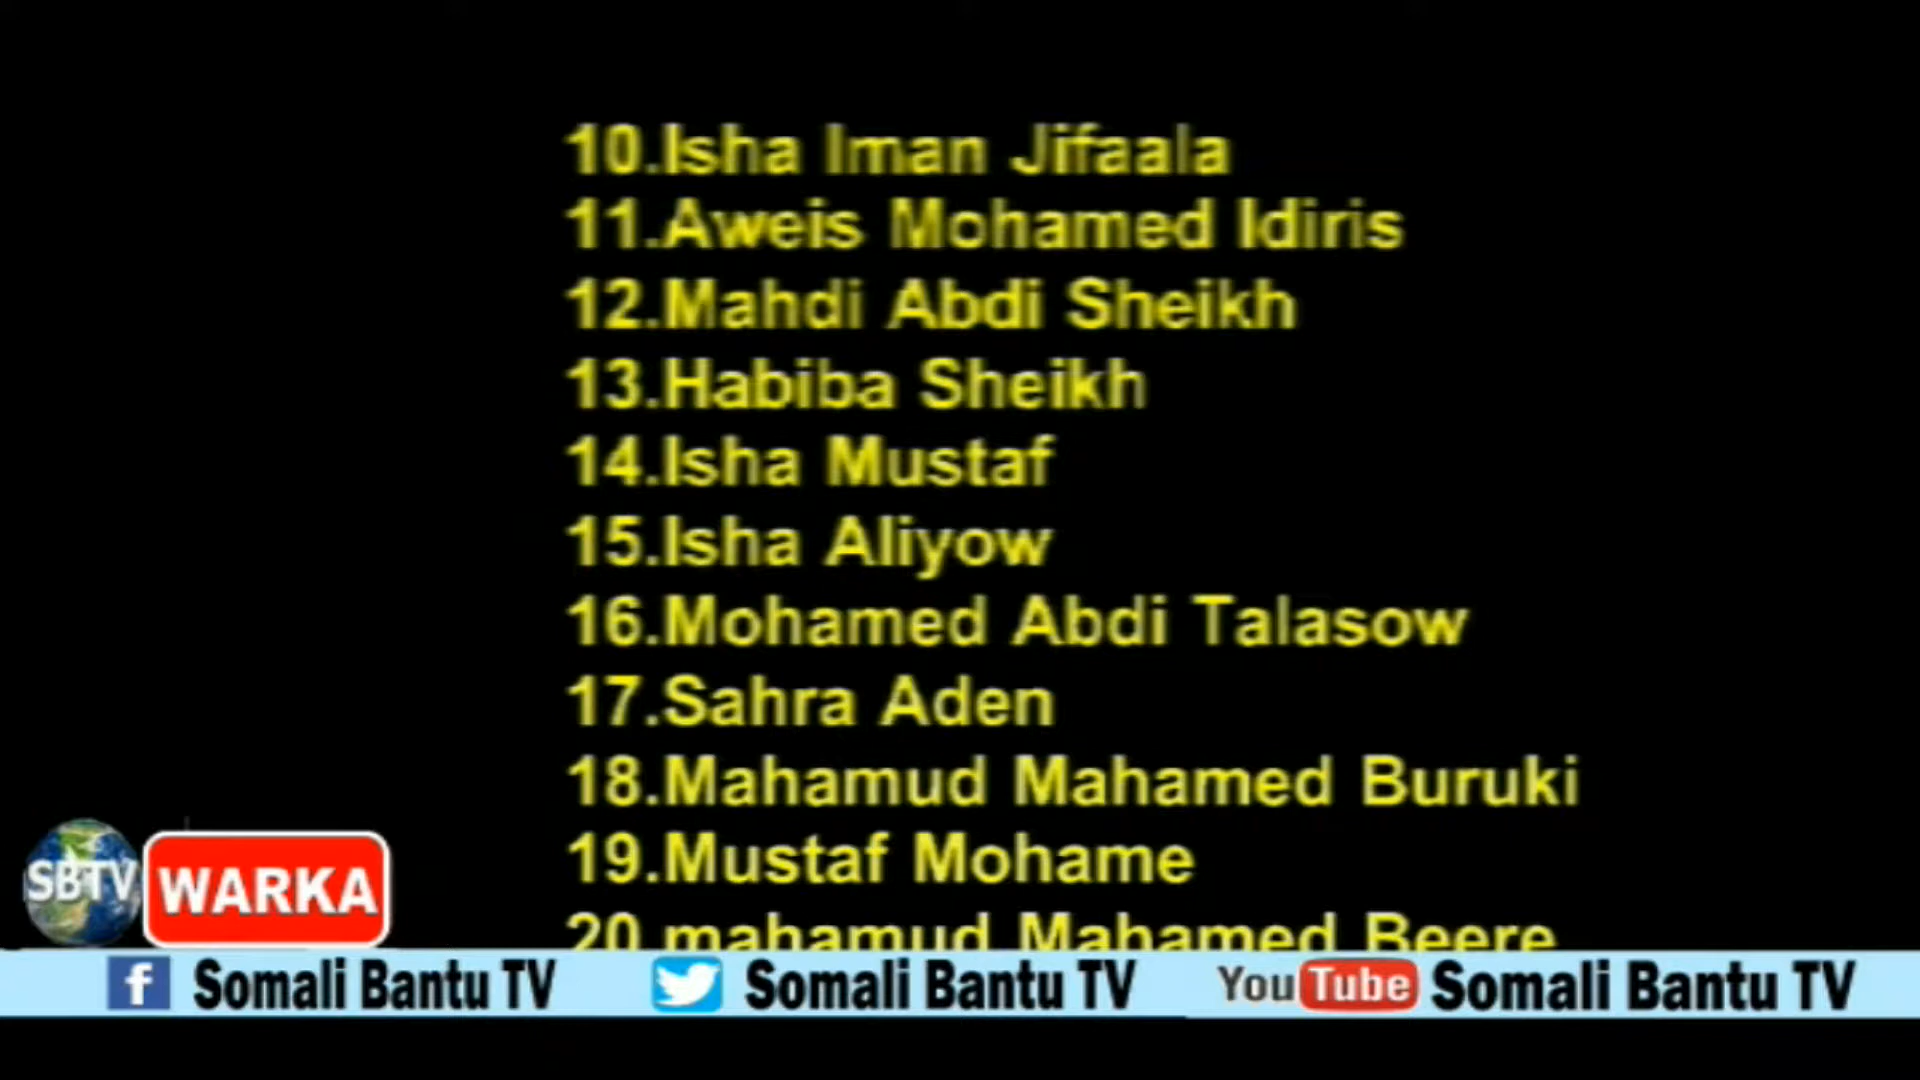 10.Isha Iman Jifaala
11.Aweis Mohamed Idiris
12.Mahdi Abdi Sheikh
13.Habiba Sheikh
14.Isha Mustaf
15.Isha Aliyow
16.Mohamed Abdi Talasow
17.Sahra Aden
18.Mahamud Mahamed Buruki
19.Mustaf Mohame
20.mahamud Mahamed Beere
SBTV WARKA
f Somali Bantu TV Somali Bantu TV YouTube Somali Bantu TV